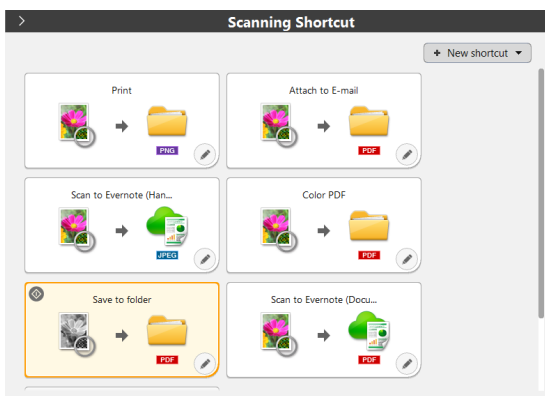 Scanning Shortcut
+ New shortcut
Print
PNG
Attach to E-mail
PDF
Scan to Evernote (Han...
JPEG
Color PDF
PDF
Save to folder
PDF
Scan to Evernote (Docu...
PDF